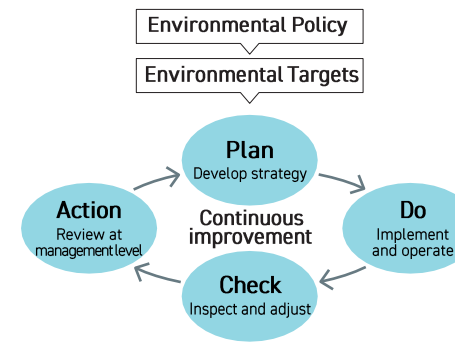 Environmental Policy
Environmental Targets
Plan
Develop strategy
Action
Review at
management level
Continuous
improvement
Do
Implement
and operate
Check
Inspect and adjust